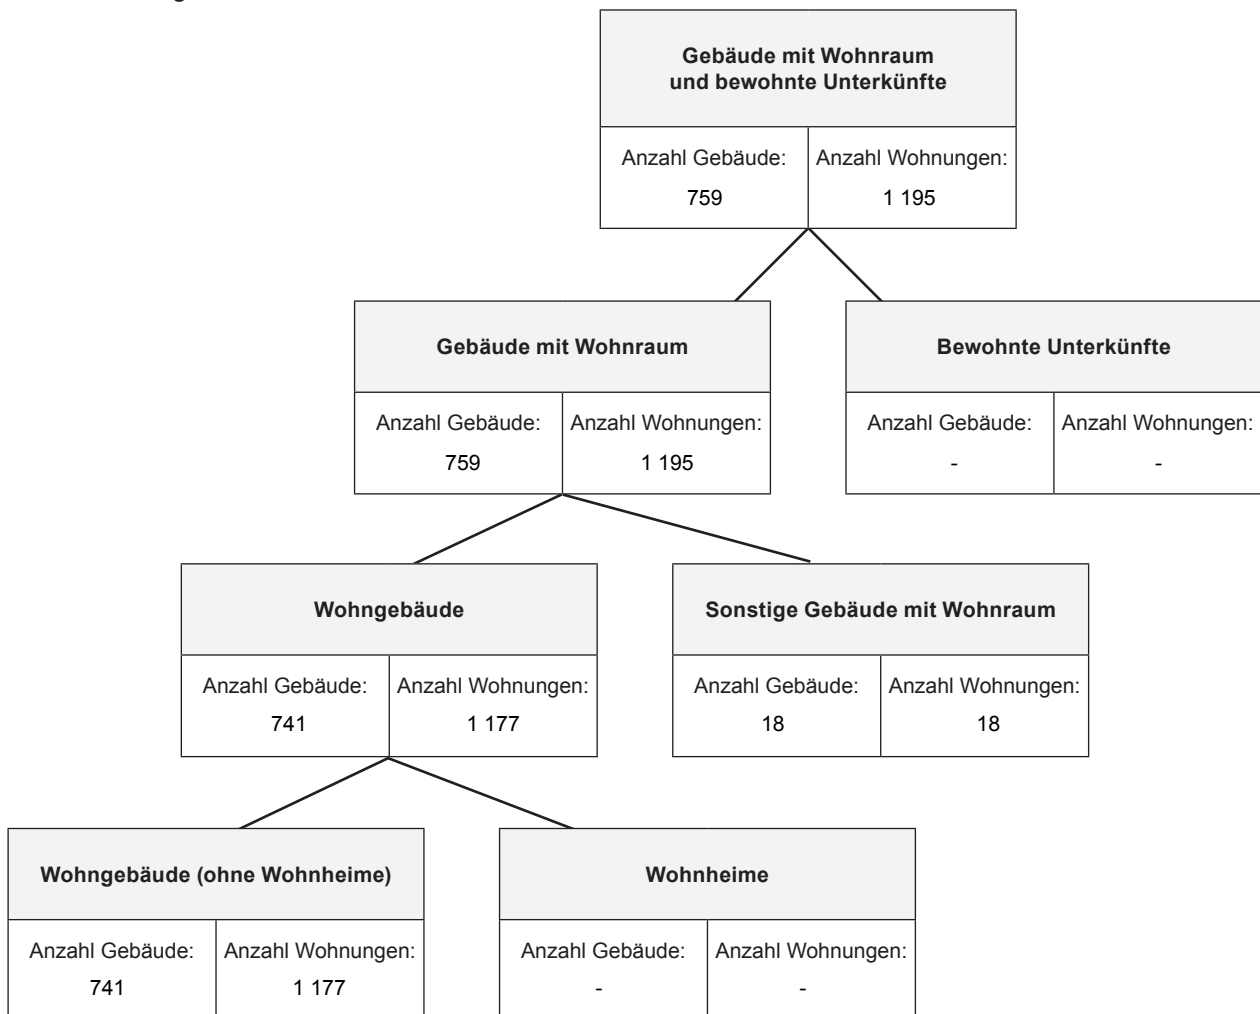 Gebäude mit Wohnraum
und bewohnte Unterkünfte
Anzahl Gebäude: Anzahl Wohnungen:
759 1 195
Gebäude mit Wohnraum
Bewohnte Unterkünfte
Anzahl Gebäude: Anzahl Wohnungen:
759 1 195
Anzahl Gebäude: Anzahl Wohnungen:
- -
Wohngebäude
Sonstige Gebäude mit Wohnraum
Anzahl Gebäude: Anzahl Wohnungen:
741 1 177
Anzahl Gebäude: Anzahl Wohnungen:
18 18
Wohngebäude (ohne Wohnheime)
Wohnheime
Anzahl Gebäude: Anzahl Wohnungen:
741 1 177
Anzahl Gebäude: Anzahl Wohnungen:
- -